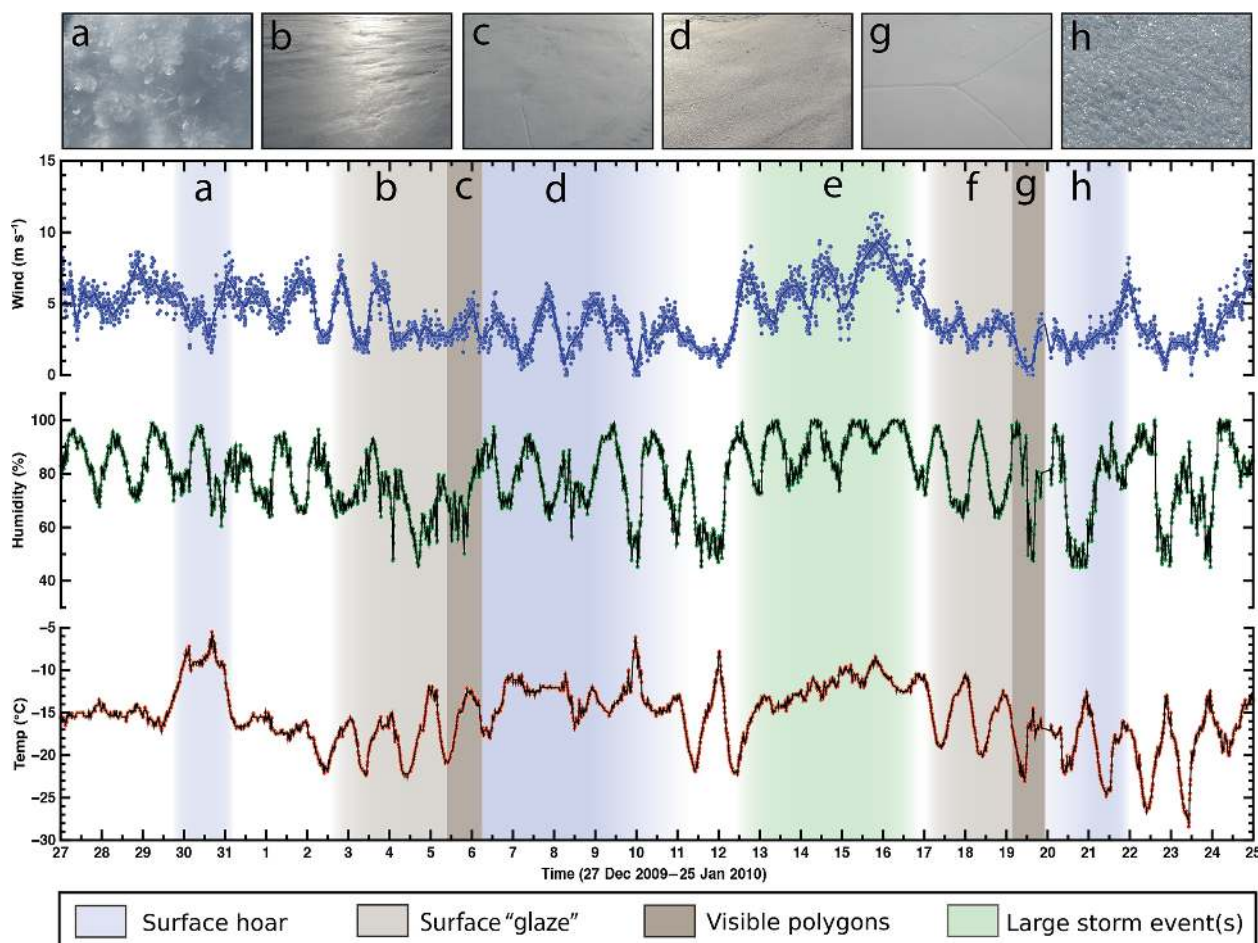 a b c d g h
a b c d e f g h
15
10
5
0
Wind (m s⁻¹)
100
80
60
40
Humidity (%)
−5
−10
−15
−20
−25
−30
Temp (°C)
27 28 29 30 31 1 2 3 4 5 6 7 8 9 10 11 12 13 14 15 16 17 18 19 20 21 22 23 24 25
Time (27 Dec 2009–25 Jan 2010)
Surface hoar Surface “glaze” Visible polygons Large storm event(s)